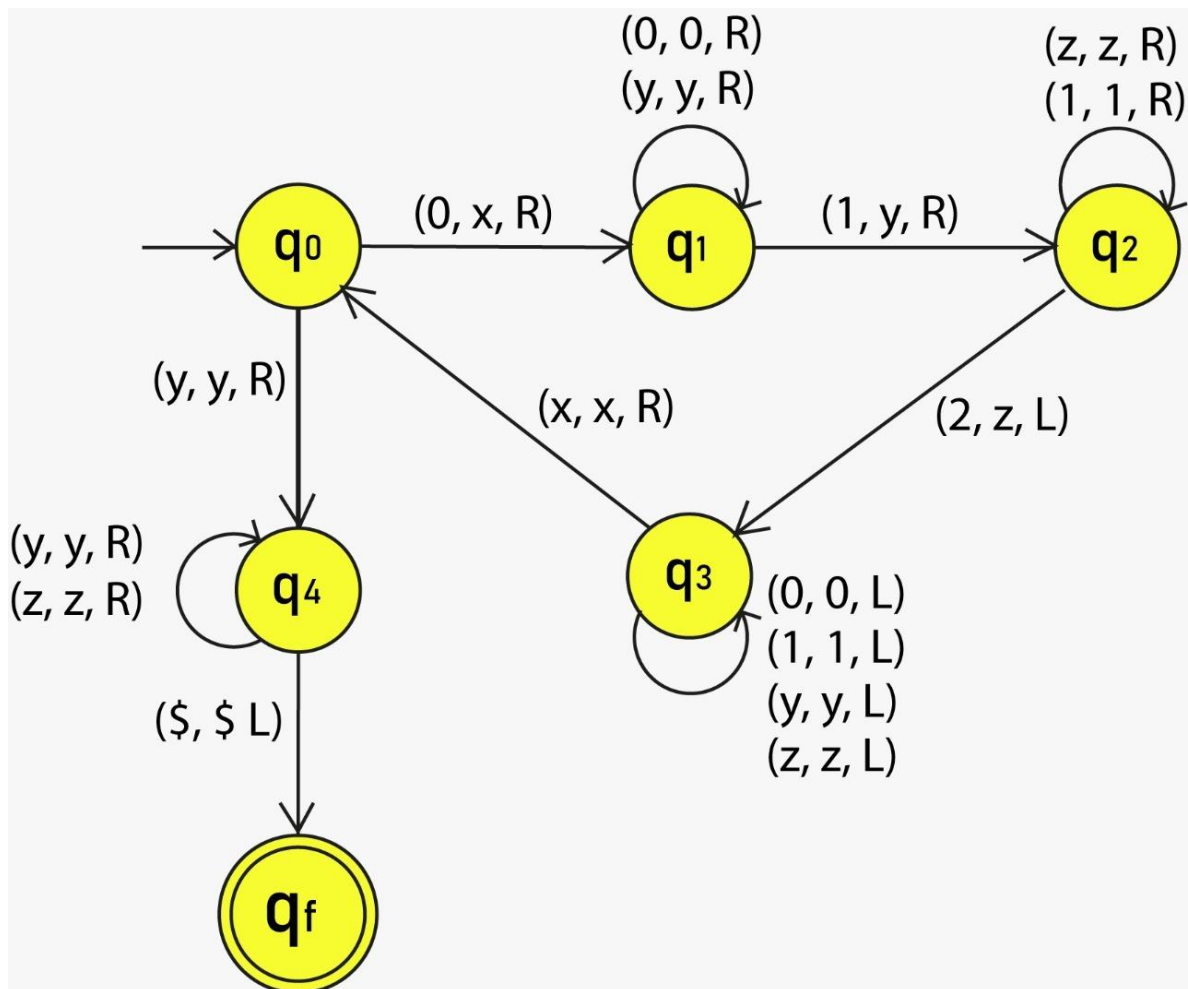 (0, 0, R)
(y, y, R)
(z, z, R)
(1, 1, R)
q0
(0, x, R)
q1
(1, y, R)
q2
(y, y, R)
(x, x, R)
(2, z, L)
(y, y, R)
(z, z, R)
q4
q3
(0, 0, L)
(1, 1, L)
(y, y, L)
(z, z, L)
($, $ L)
qf